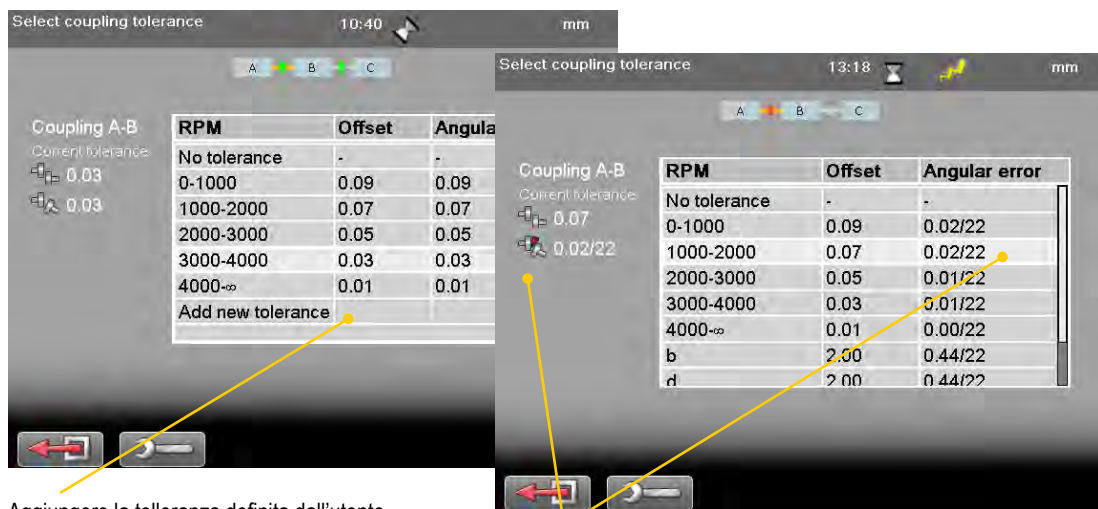 Select coupling tolerance 10:40 mm
A B C
Coupling A-B
Current tolerance
0.03
0.03
RPM Offset Angula
No tolerance - -
0-1000 0.09 0.09
1000-2000 0.07 0.07
2000-3000 0.05 0.05
3000-4000 0.03 0.03
4000-∞ 0.01 0.01
Add new tolerance
Select coupling tolerance 13:18 mm
A B C
Coupling A-B
Current tolerance
0.07
0.02/22
RPM Offset Angular error
No tolerance - -
0-1000 0.09 0.02/22
1000-2000 0.07 0.02/22
2000-3000 0.05 0.01/22
3000-4000 0.03 0.01/22
4000-∞ 0.01 0.00/22
b 2.00 0.44/22
d 2.00 0.44/22
Aggiungere la tolleranza definita dall'utente